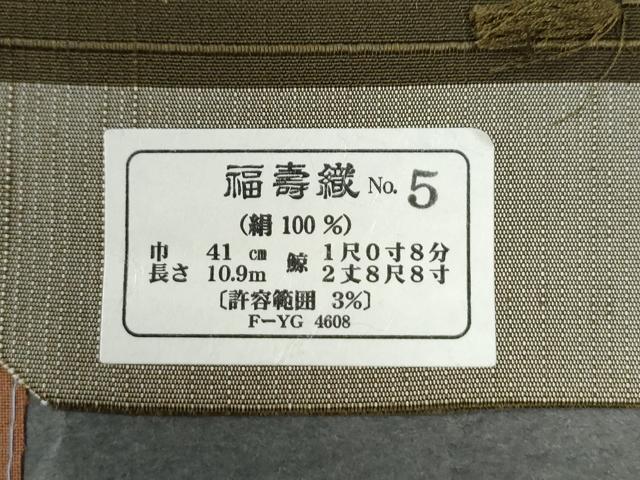 福壽織 No. 5
(絹 100 %)
巾 41 cm 鯨 1尺0寸8分
長さ 10.9m 2丈8尺8寸
〔許容範囲 3%〕
F－YG 4608